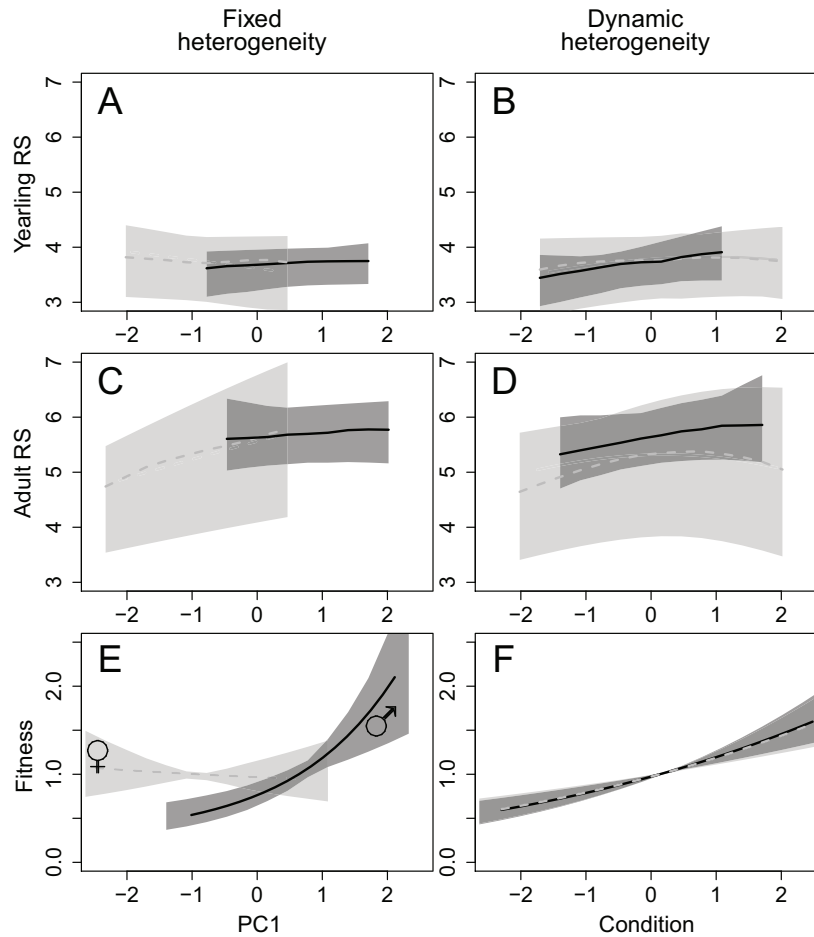 Fixed
heterogeneity
Dynamic
heterogeneity
A
B
Yearling RS
3 4 5 6 7
3 4 5 6 7
−2 −1 0 1 2
−2 −1 0 1 2
C
D
Adult RS
3 4 5 6 7
3 4 5 6 7
−2 −1 0 1 2
−2 −1 0 1 2
E
F
♀
♂
Fitness
0.0 1.0 2.0
0.0 1.0 2.0
−2 −1 0 1 2
−2 −1 0 1 2
PC1
Condition